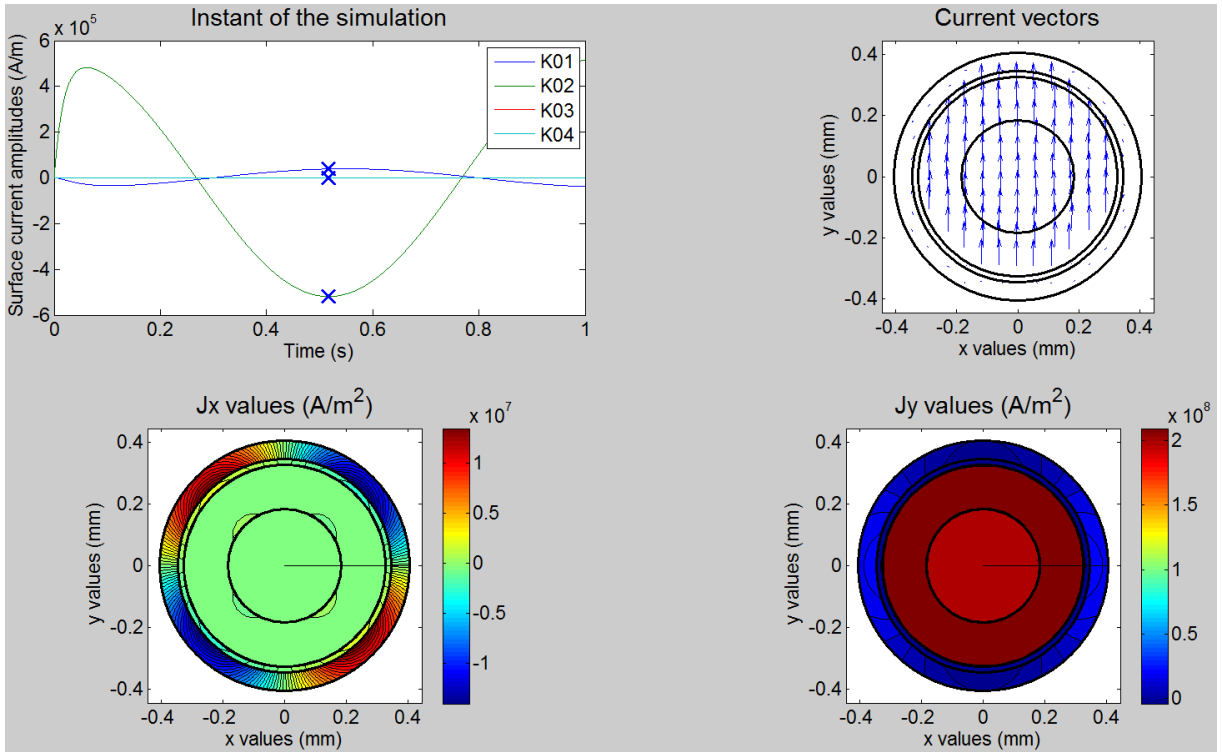 Instant of the simulation
x 10^5
Surface current amplitudes (A/m)
6
4
2
0
-2
-4
-6
0 0.2 0.4 0.6 0.8 1
Time (s)
K01
K02
K03
K04
Current vectors
y values (mm)
0.4
0.2
0
-0.2
-0.4
-0.4 -0.2 0 0.2 0.4
x values (mm)
Jx values (A/m^2)
x 10^7
y values (mm)
0.4
0.2
0
-0.2
-0.4
-0.4 -0.2 0 0.2 0.4
x values (mm)
1
0.5
0
-0.5
-1
Jy values (A/m^2)
x 10^8
y values (mm)
0.4
0.2
0
-0.2
-0.4
-0.4 -0.2 0 0.2 0.4
x values (mm)
2
1.5
1
0.5
0